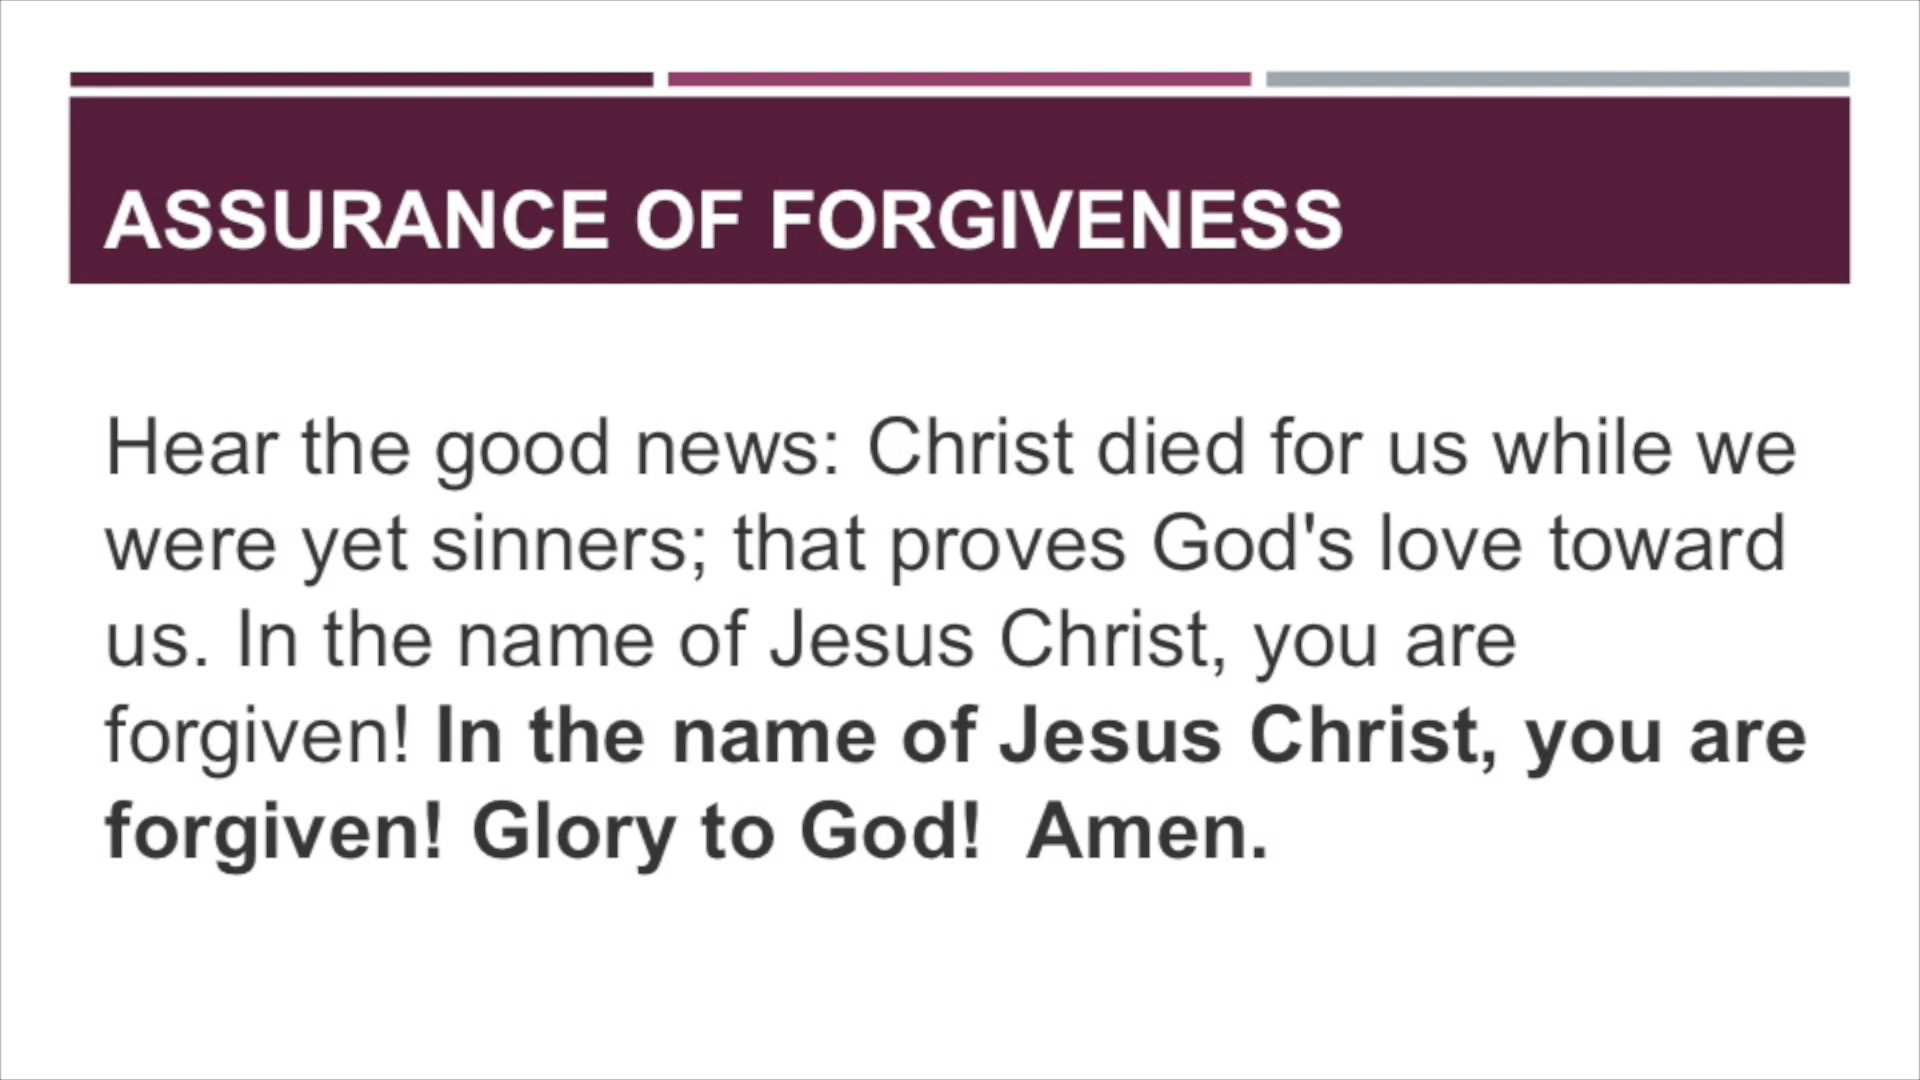 ASSURANCE OF FORGIVENESS
Hear the good news: Christ died for us while we
were yet sinners; that proves God's love toward
us. In the name of Jesus Christ, you are
forgiven! In the name of Jesus Christ, you are
forgiven! Glory to God!  Amen.